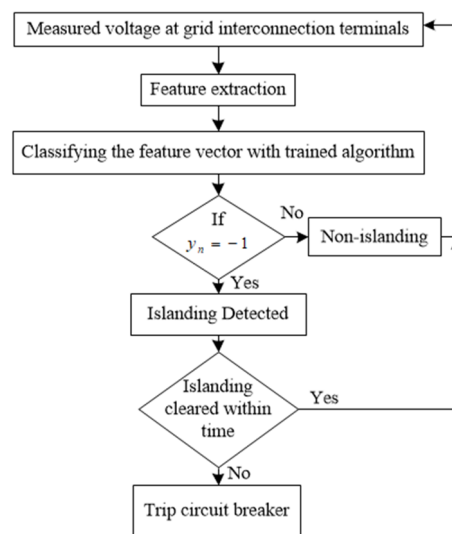 Measured voltage at grid interconnection terminals
Feature extraction
Classifying the feature vector with trained algorithm
If
yₙ = −1
No
Non-islanding
Yes
Islanding Detected
Islanding
cleared within
time
Yes
No
Trip circuit breaker